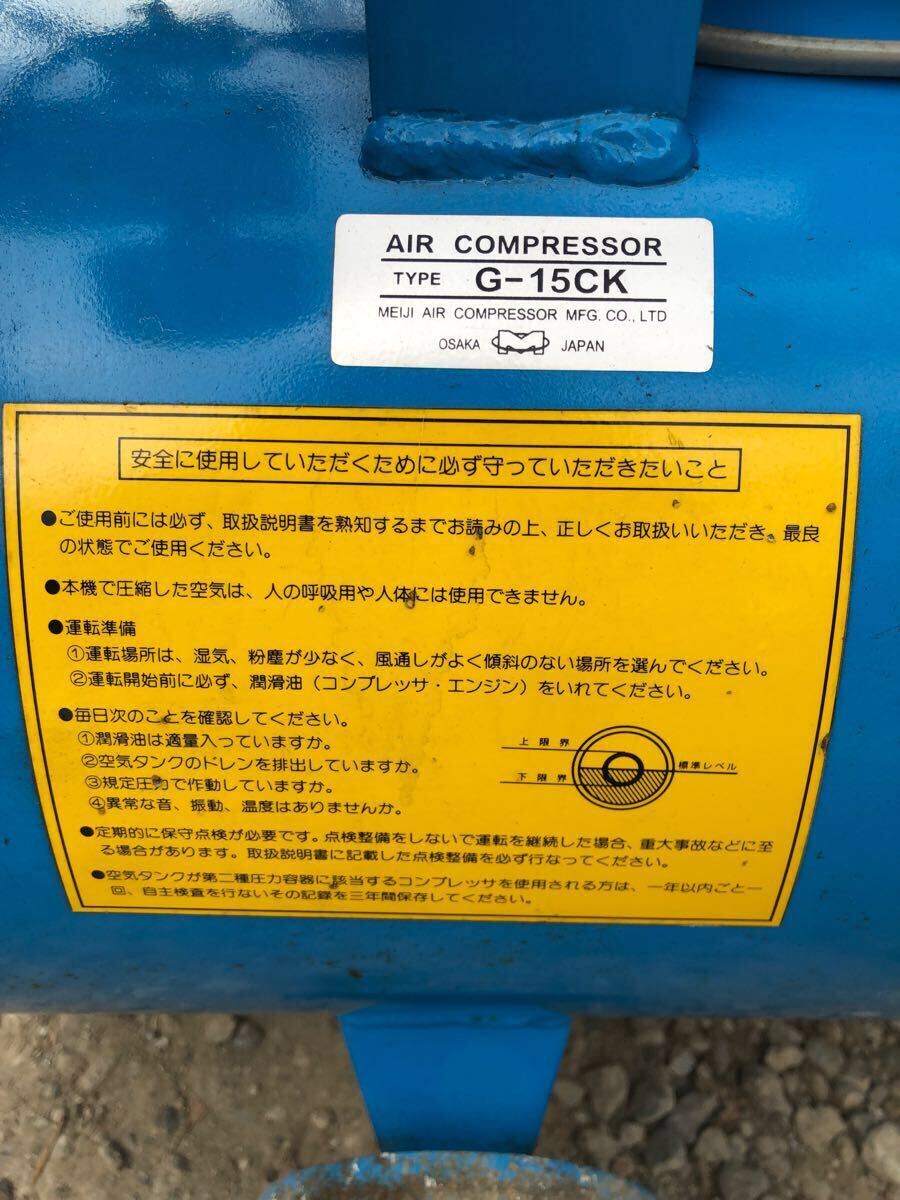 AIR COMPRESSOR
TYPE G-15CK
MEIJI AIR COMPRESSOR MFG. CO., LTD
OSAKA JAPAN
安全に使用していただくために必ず守っていただきたいこと
●ご使用前には必ず、取扱説明書を熟知するまでお読みの上、正しくお取扱いいただき、最良
の状態でご使用ください。
●本機で圧縮した空気は、人の呼吸用や人体には使用できません。
●運転準備
①運転場所は、湿気、粉塵が少なく、風通しがよく傾斜のない場所を選んでください。
②運転開始前に必ず、潤滑油(コンプレッサ・エンジン)をいれてください。
●毎日次のことを確認してください。
①潤滑油は適量入っていますか。
②空気タンクのドレンを排出していますか。
③規定圧力で作動していますか。
④異常な音、振動、温度はありませんか。
上限界
標準レベル
下限界
●定期的に保守点検が必要です。点検整備をしないで運転を継続した場合、重大事故などに至
る場合があります。取扱説明書に記載した点検整備を必ず行なってください。
●空気タンクが第二種圧力容器に該当するコンプレッサを使用される方は、一年以内ごと一
回、自主検査を行ないその記録を三年間保存してください。